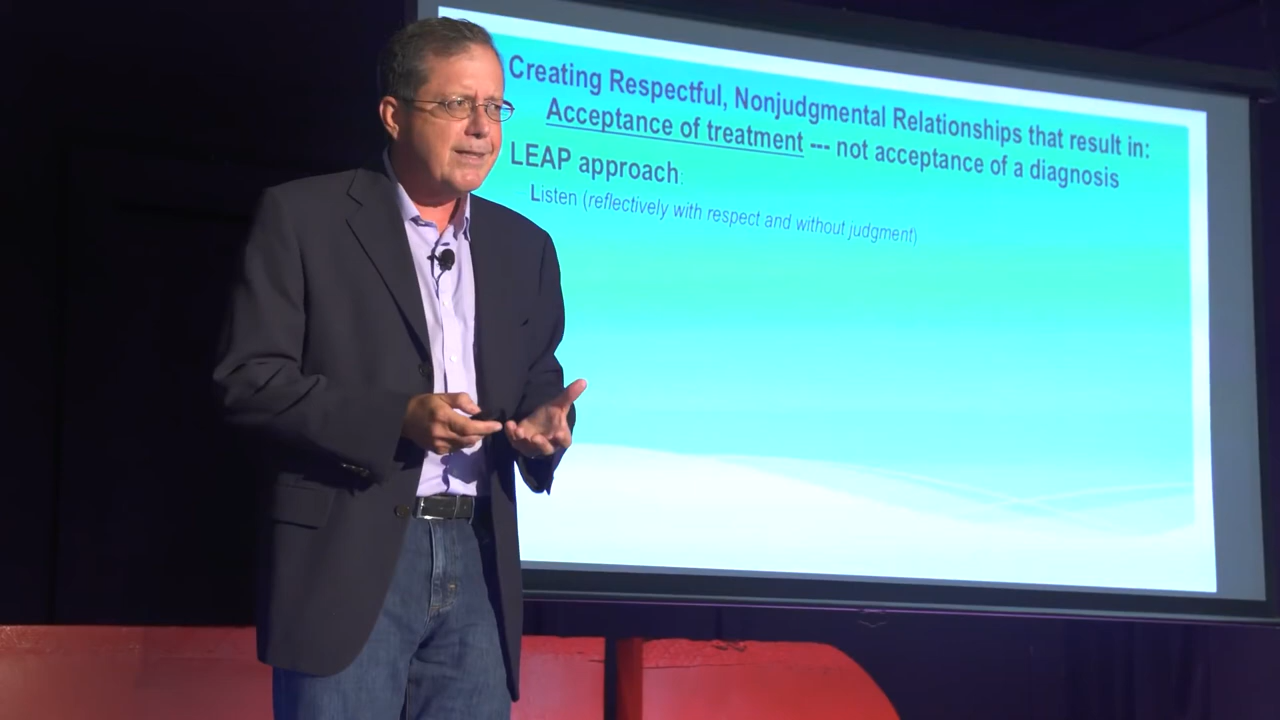 Creating Respectful, Nonjudgmental Relationships that result in:
Acceptance of treatment --- not acceptance of a diagnosis
LEAP approach:
Listen (reflectively with respect and without judgment)